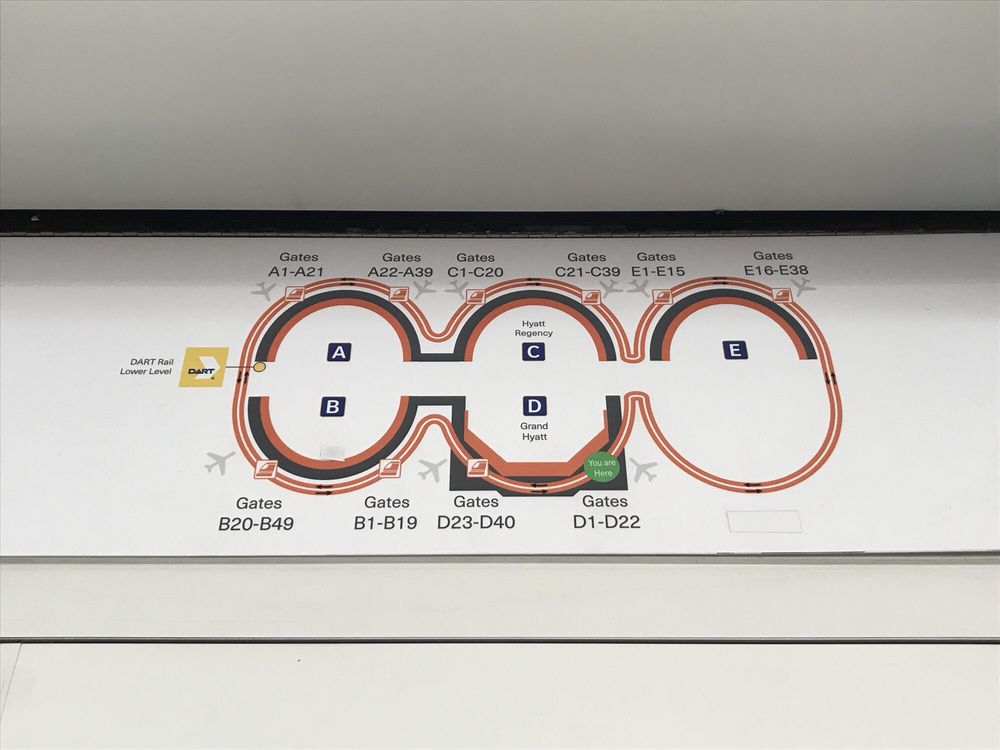 Gates
A1-A21
Gates
A22-A39
Gates
C1-C20
Gates
C21-C39
Gates
E1-E15
Gates
E16-E38
Hyatt
Regency
A
C
E
DART Rail
Lower Level
DART
B
D
Grand
Hyatt
You are
Here
Gates
B20-B49
Gates
B1-B19
Gates
D23-D40
Gates
D1-D22